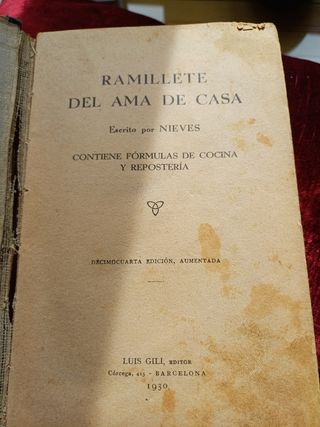 RAMILLETE
DEL AMA DE CASA
Escrito por NIEVES
CONTIENE FÓRMULAS DE COCINA
Y REPOSTERÍA
DÉCIMOCUARTA EDICIÓN, AUMENTADA
LUIS GILI, EDITOR
Córcega, 415 - BARCELONA
1930